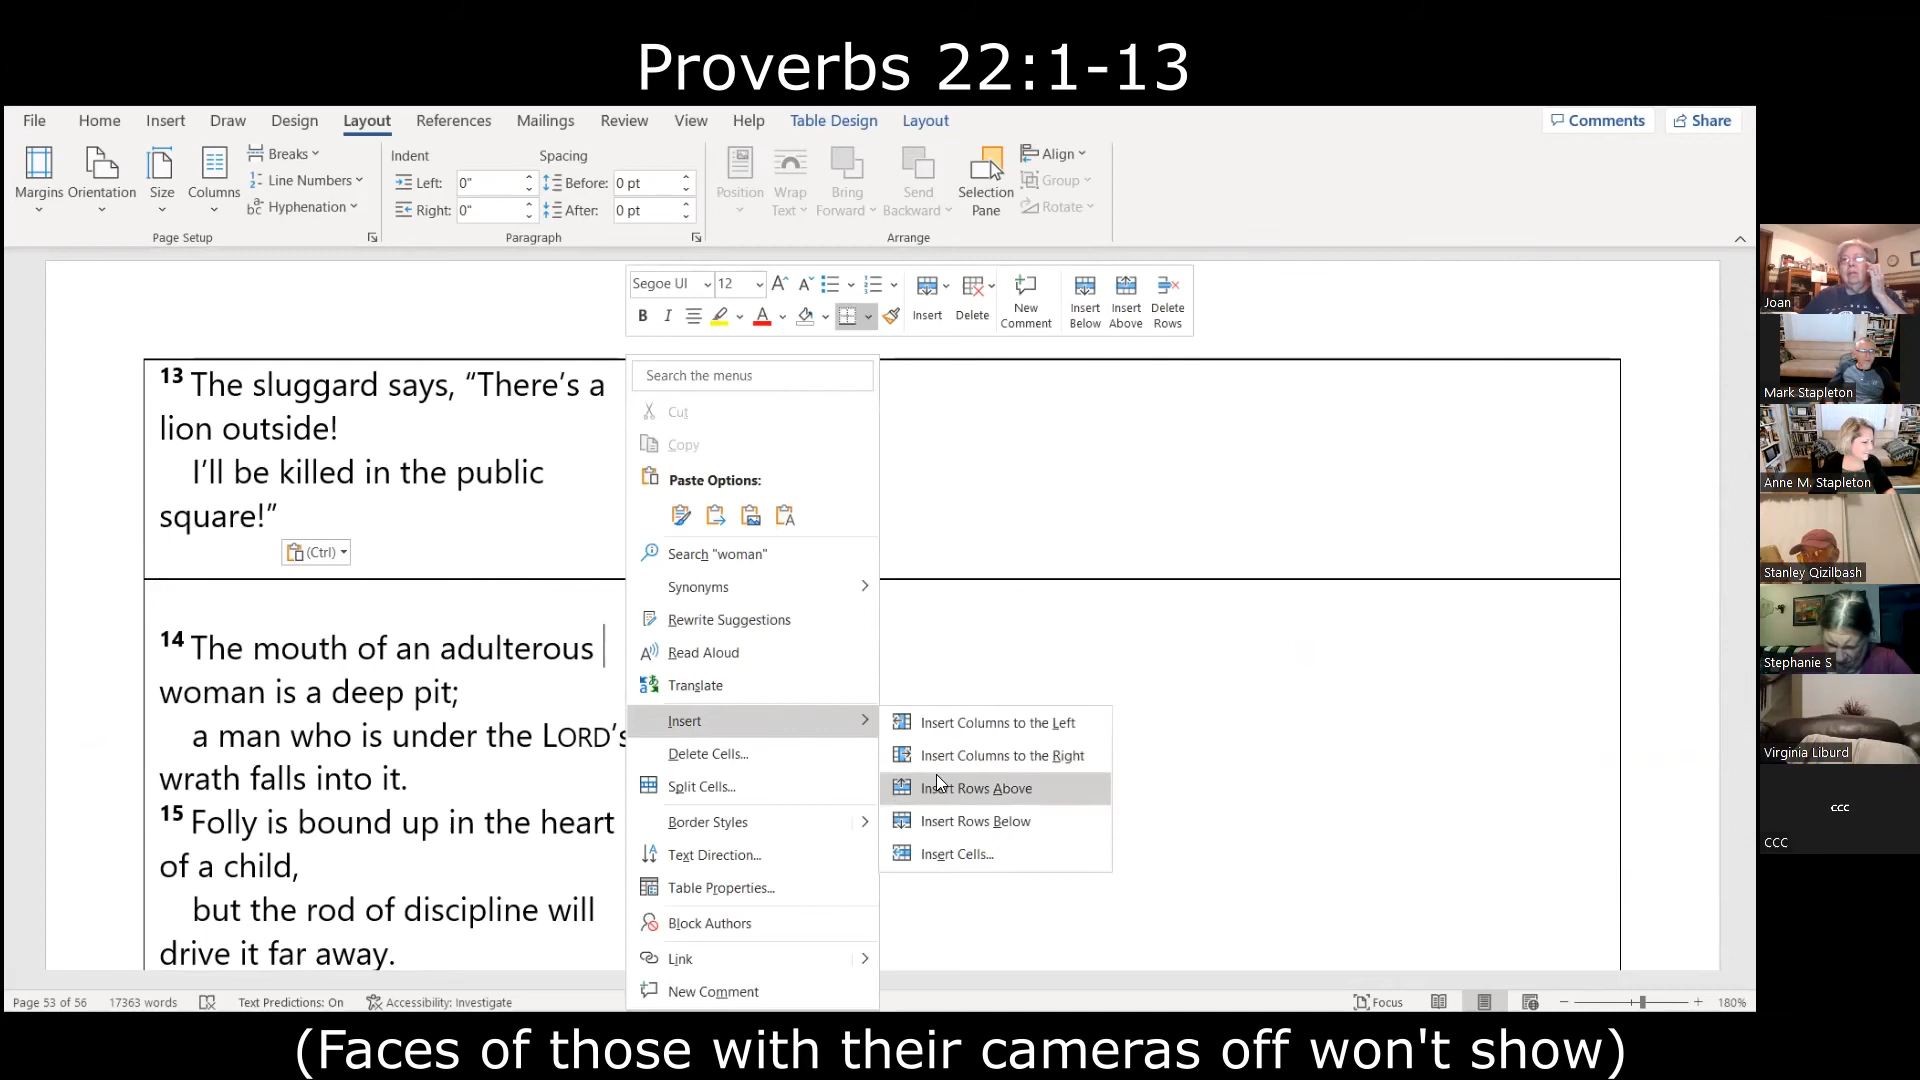 Proverbs 22:1-13
File Home Insert Draw Design Layout References Mailings Review View Help Table Design Layout Comments Share
Margins Orientation Size Columns
Breaks
Line Numbers
Hyphenation
Page Setup
Indent Spacing
Left: 0" Before: 0 pt
Right: 0" After: 0 pt
Paragraph
Position
Wrap Text
Bring Forward
Send Backward
Selection Pane
Align
Group
Rotate
Arrange
Segoe UI 12
B I A
Insert Delete
New Comment
Insert Below
Insert Above
Delete Rows
13 The sluggard says, “There’s a
lion outside!
I’ll be killed in the public
square!”
(Ctrl)
14 The mouth of an adulterous
woman is a deep pit;
a man who is under the LORD’s
wrath falls into it.
15 Folly is bound up in the heart
of a child,
but the rod of discipline will
drive it far away.
Search the menus
Cut
Copy
Paste Options:
Search "woman"
Synonyms
Rewrite Suggestions
Read Aloud
Translate
Insert
Delete Cells...
Split Cells...
Border Styles
Text Direction...
Table Properties...
Block Authors
Link
New Comment
Insert Columns to the Left
Insert Columns to the Right
Insert Rows Above
Insert Rows Below
Insert Cells...
Joan
Mark Stapleton
Anne M. Stapleton
Stanley Qizilbash
Stephanie S
Virginia Liburd
ccc
CCC
Page 53 of 56 17363 words Text Predictions: On Accessibility: Investigate Focus 180%
(Faces of those with their cameras off won't show)